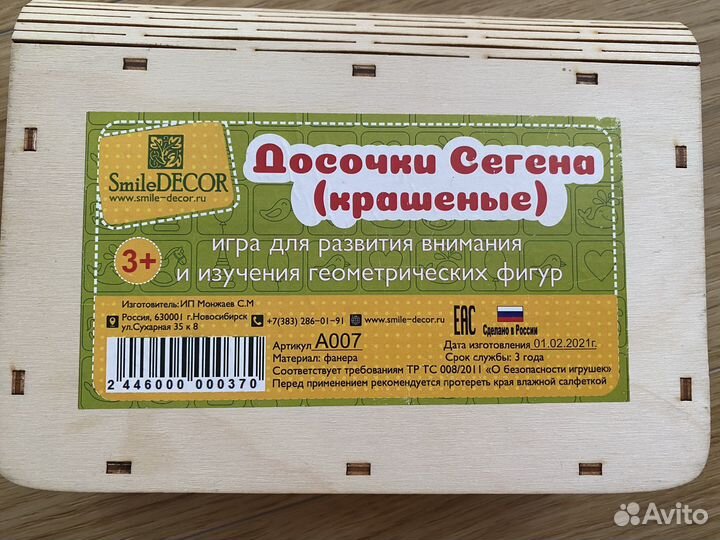 SmileDECOR
www.smile-decor.ru
Досочки Сегена
(крашеные)
3+
игра для развития внимания
и изучения геометрических фигур
Изготовитель:ИП Монжаев С.М
Россия, 630001 г.Новосибирск
ул.Сухарная 35 к 8
+7(383) 286-01-91
www.smile-decor.ru
EAC
Сделано в России
2 446000 000370
Артикул A007
Материал: фанера
Дата изготовления 01.02.2021г.
Срок службы: 3 года
Соответствует требованиям ТР ТС 008/2011 «О безопасности игрушек»
Перед применением рекомендуется протереть края влажной салфеткой
Avito